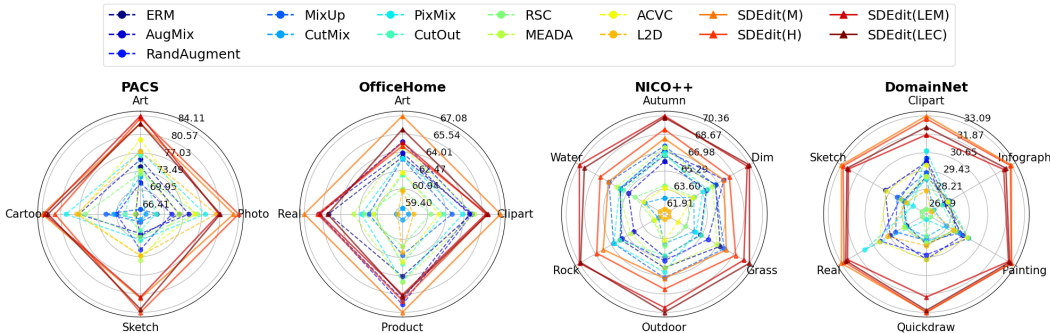 ERM MixUp PixMix RSC ACVC SDEdit(M) SDEdit(LEM)
AugMix CutMix CutOut MEADA L2D SDEdit(H) SDEdit(LEC)
RandAugment
PACS
Art
84.11
80.57
77.03
73.49
69.95
66.41
Cartoon
Photo
Sketch
OfficeHome
Art
67.08
65.54
64.01
62.47
60.94
59.40
Real
Clipart
Product
NICO++
Autumn
70.36
68.67
66.98
65.29
63.60
61.91
Water
Dim
Rock
Grass
Outdoor
DomainNet
Clipart
33.09
31.87
30.65
29.43
28.21
Sketch
Infograph
Real
Painting
Quickdraw